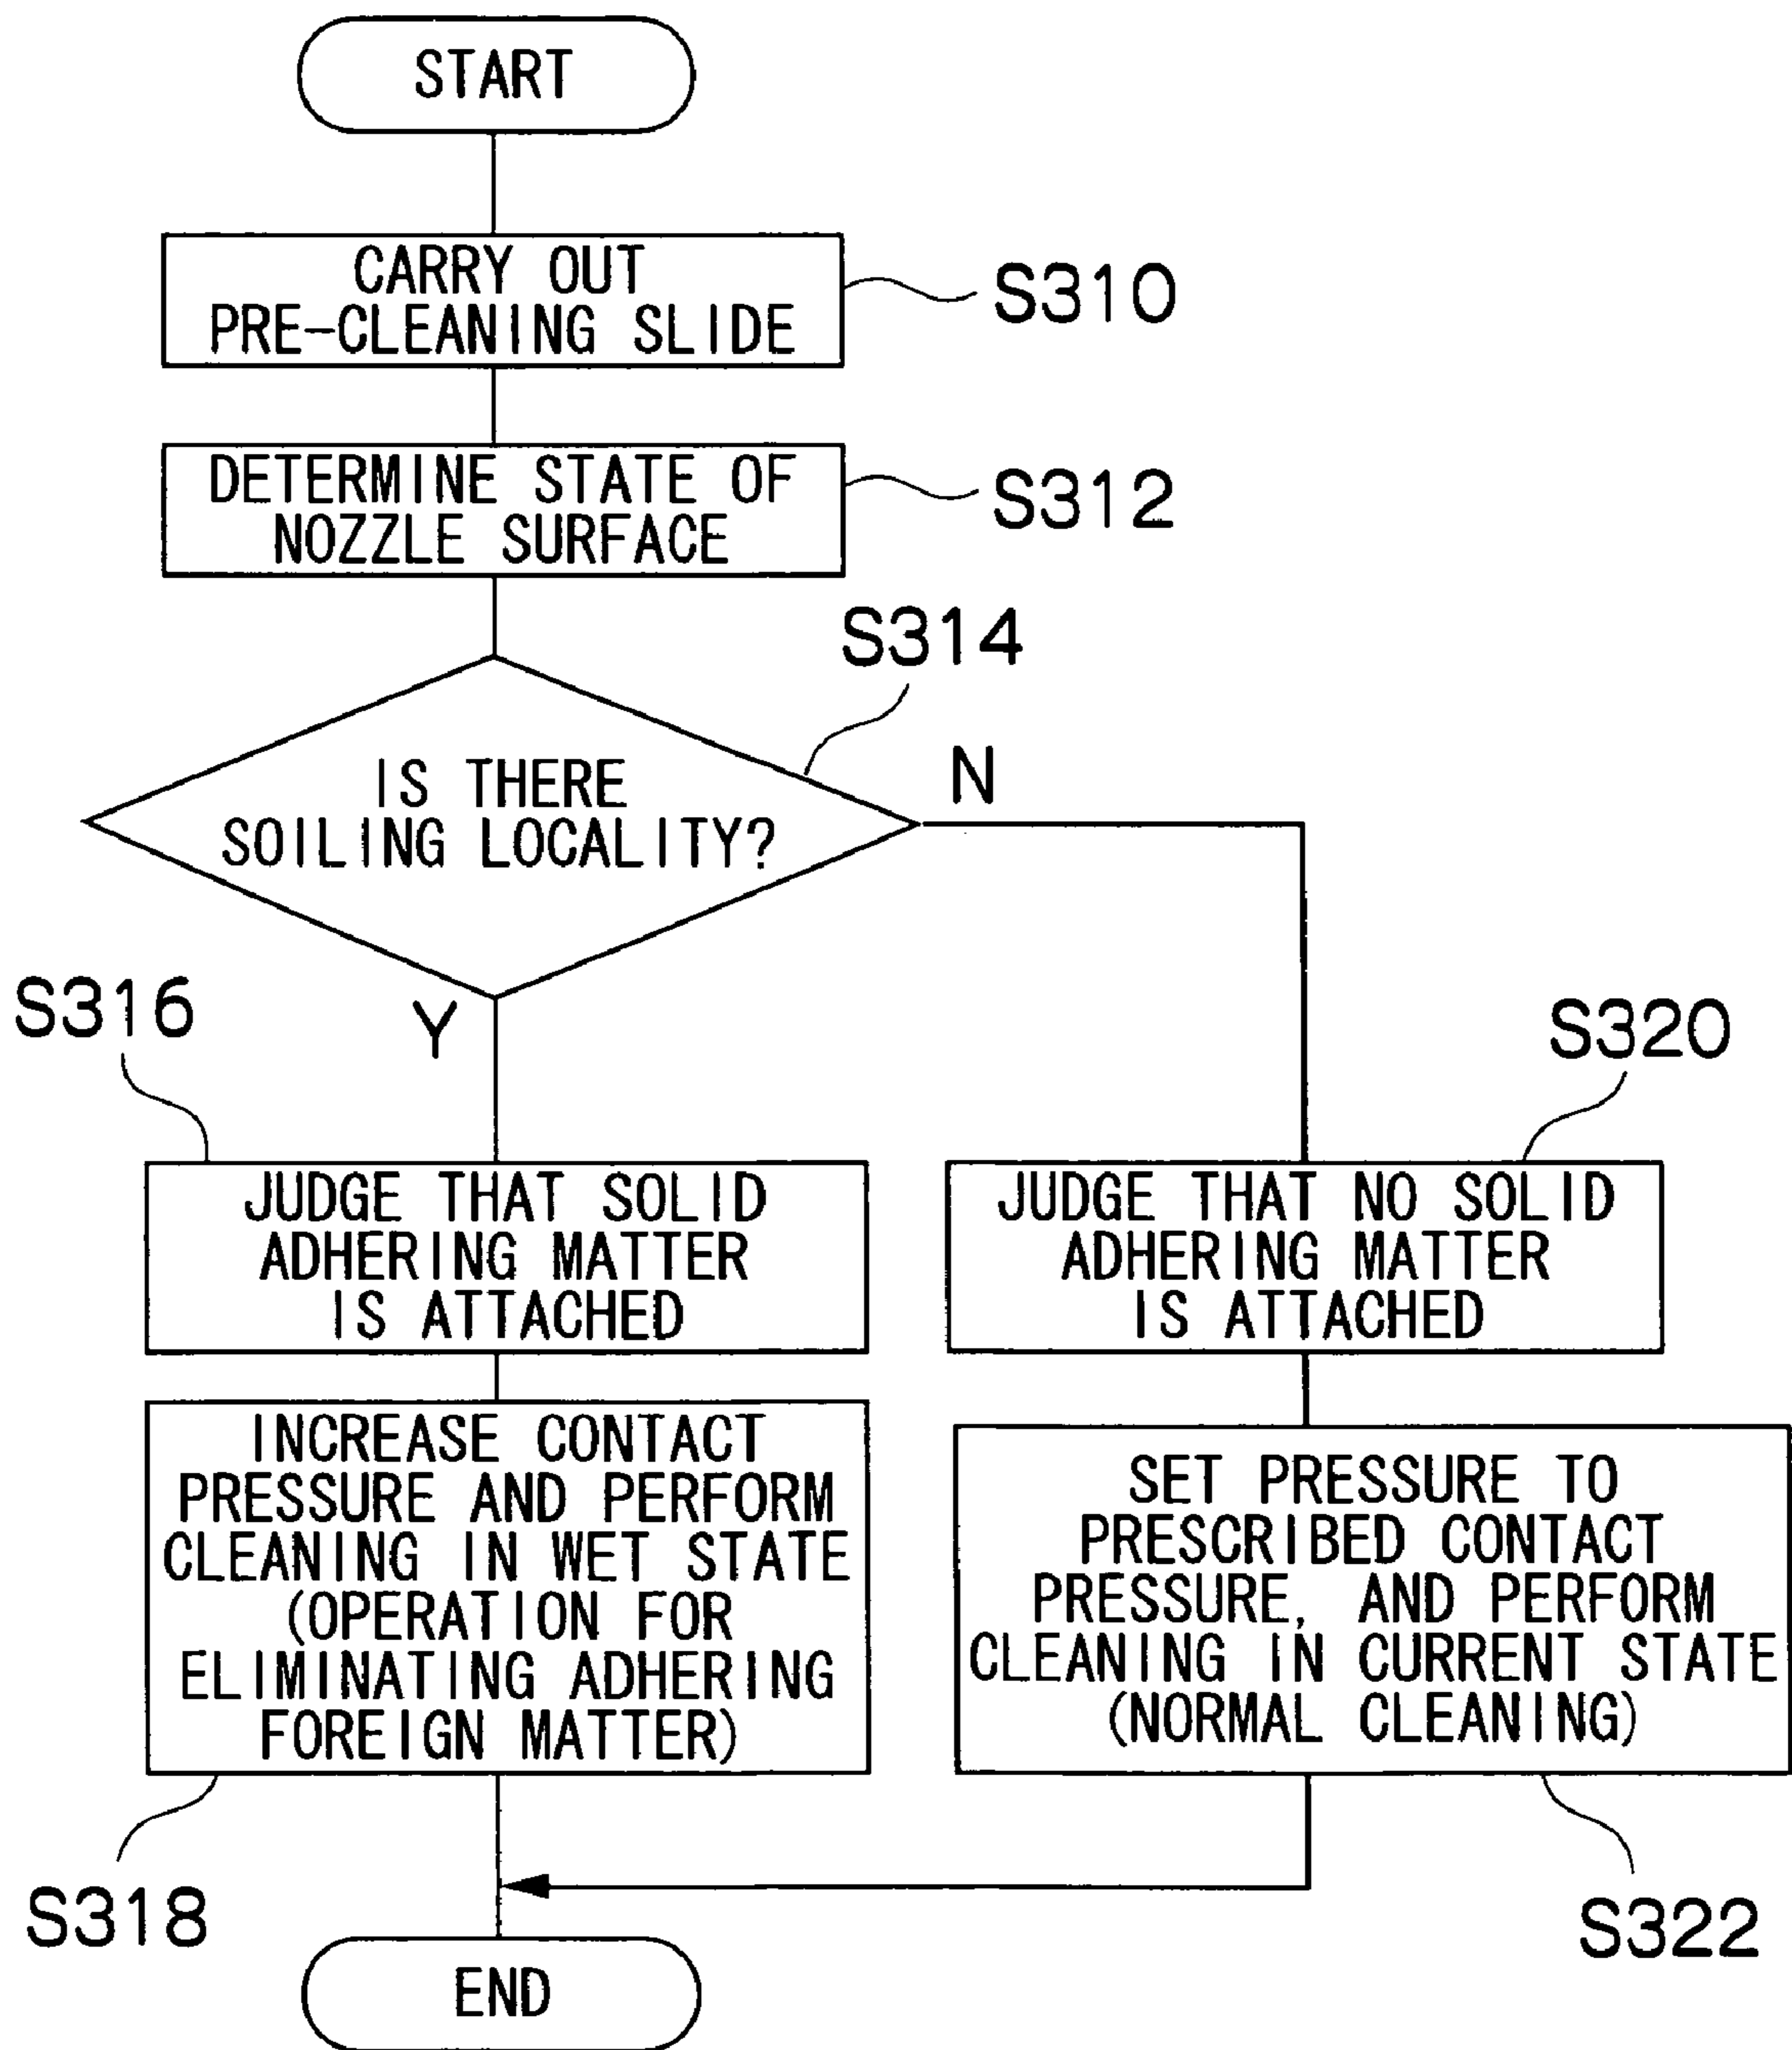 START
CARRY OUT
PRE-CLEANING SLIDE
S310
DETERMINE STATE OF
NOZZLE SURFACE
S312
S314
IS THERE
SOILING LOCALITY?
N
Y
S316
JUDGE THAT SOLID
ADHERING MATTER
IS ATTACHED
S320
JUDGE THAT NO SOLID
ADHERING MATTER
IS ATTACHED
INCREASE CONTACT
PRESSURE AND PERFORM
CLEANING IN WET STATE
(OPERATION FOR
ELIMINATING ADHERING
FOREIGN MATTER)
S318
SET PRESSURE TO
PRESCRIBED CONTACT
PRESSURE, AND PERFORM
CLEANING IN CURRENT STATE
(NORMAL CLEANING)
S322
END